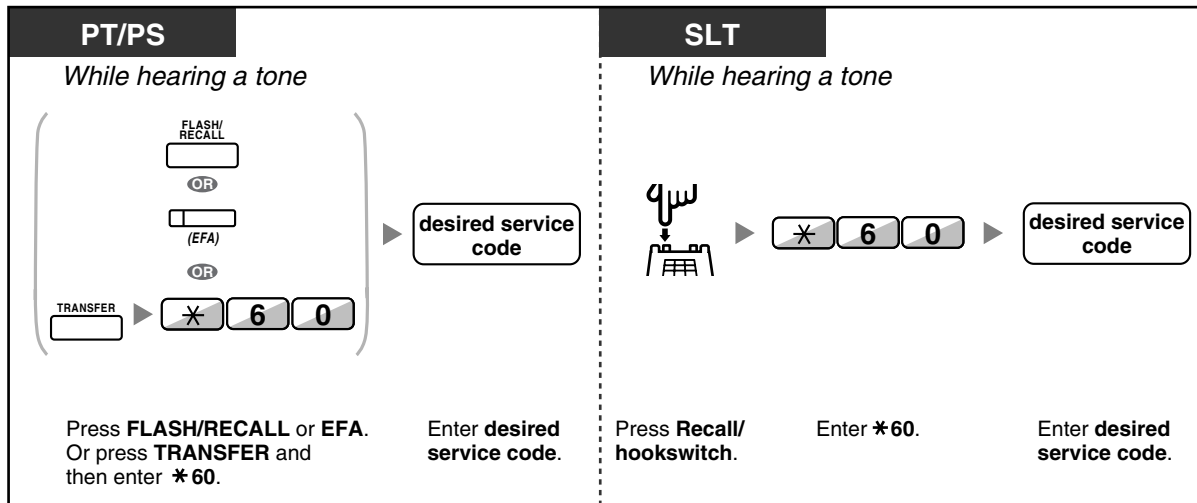 PT/PS
While hearing a tone
FLASH/
RECALL
OR
(EFA)
OR
TRANSFER
* 6 0
desired service
code
Press FLASH/RECALL or EFA.
Or press TRANSFER and
then enter *60.
Enter desired
service code.
SLT
While hearing a tone
* 6 0
desired service
code
Press Recall/
hookswitch.
Enter *60.
Enter desired
service code.